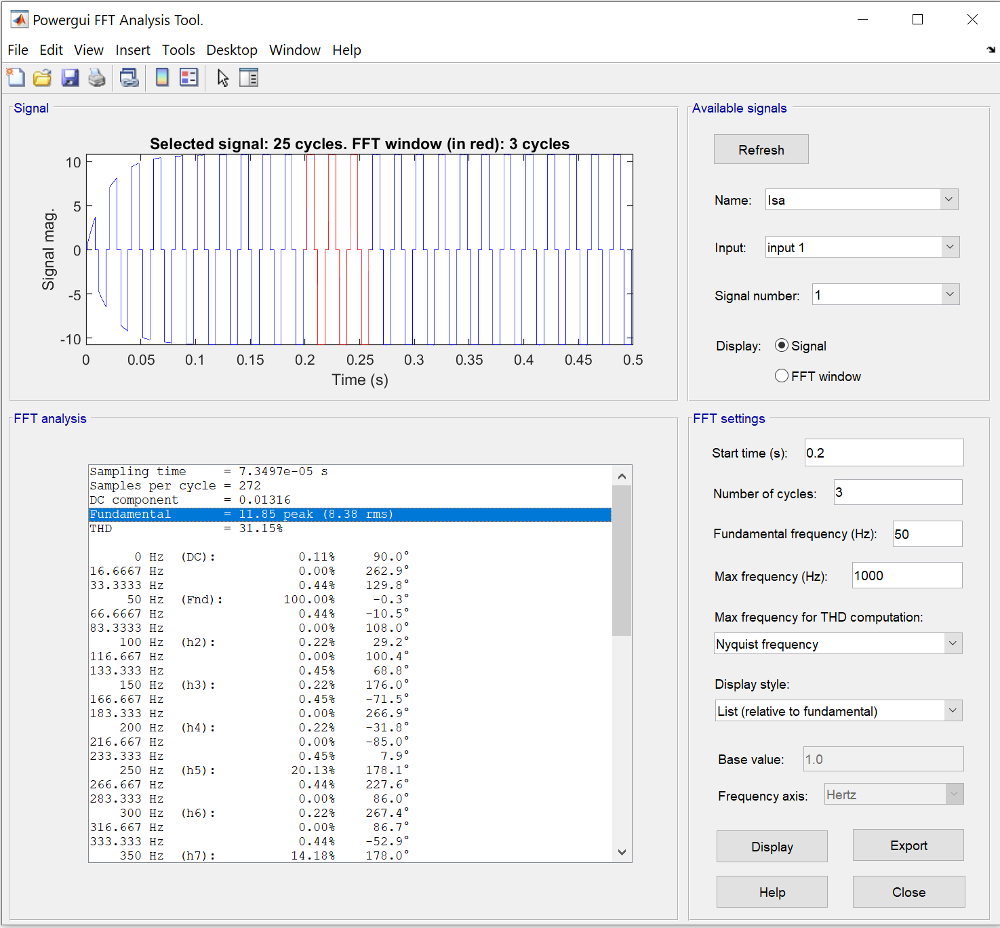 Powergui FFT Analysis Tool.
File Edit View Insert Tools Desktop Window Help
Signal
Selected signal: 25 cycles. FFT window (in red): 3 cycles
10
5
0
-5
-10
Signal mag.
0 0.05 0.1 0.15 0.2 0.25 0.3 0.35 0.4 0.45 0.5
Time (s)
Available signals
Refresh
Name: Isa
Input: input 1
Signal number: 1
Display: Signal
FFT window
FFT analysis
Sampling time = 7.3497e-05 s
Samples per cycle = 272
DC component = 0.01316
Fundamental = 11.85 peak (8.38 rms)
THD = 31.15%
0 Hz (DC): 0.11% 90.0°
16.6667 Hz 0.00% 262.9°
33.3333 Hz 0.44% 129.8°
50 Hz (Fnd): 100.00% -0.3°
66.6667 Hz 0.44% -10.5°
83.3333 Hz 0.00% 108.0°
100 Hz (h2): 0.22% 29.2°
116.667 Hz 0.00% 100.4°
133.333 Hz 0.45% 68.8°
150 Hz (h3): 0.22% 176.0°
166.667 Hz 0.45% -71.5°
183.333 Hz 0.00% 266.9°
200 Hz (h4): 0.22% -31.8°
216.667 Hz 0.00% -85.0°
233.333 Hz 0.45% 7.9°
250 Hz (h5): 20.13% 178.1°
266.667 Hz 0.44% 227.6°
283.333 Hz 0.00% 86.0°
300 Hz (h6): 0.22% 267.4°
316.667 Hz 0.00% 86.7°
333.333 Hz 0.44% -52.9°
350 Hz (h7): 14.18% 178.0°
FFT settings
Start time (s): 0.2
Number of cycles: 3
Fundamental frequency (Hz): 50
Max frequency (Hz): 1000
Max frequency for THD computation:
Nyquist frequency
Display style:
List (relative to fundamental)
Base value: 1.0
Frequency axis: Hertz
Display Export
Help Close